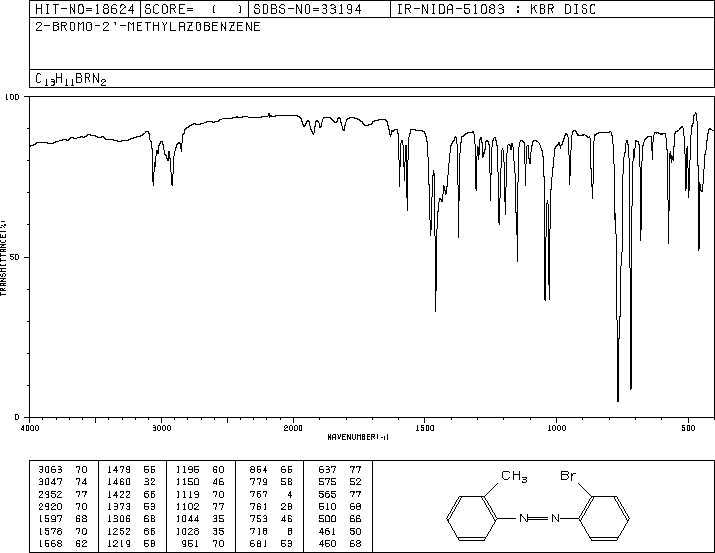 HIT-NO=18624 SCORE= ( ) SDBS-NO=33194 IR-NIDA-51083 : KBR DISC
2-BROMO-2'-METHYLAZOBENZENE
C13H11BRN2
100
50
0
TRANSMITTANCE(%)
4000 3000 2000 1500 1000 500
WAVENUMBER(-1)
3063 70 1479 55 1195 60 864 66 637 77
3047 74 1460 32 1150 46 779 58 575 52
2952 77 1422 66 1119 70 767 4 565 77
2920 70 1373 53 1102 77 761 28 510 68
1597 68 1306 68 1044 35 753 46 500 66
1578 70 1252 66 1028 35 718 8 461 50
1568 62 1219 58 951 70 681 53 450 68
CH3 Br
N=N